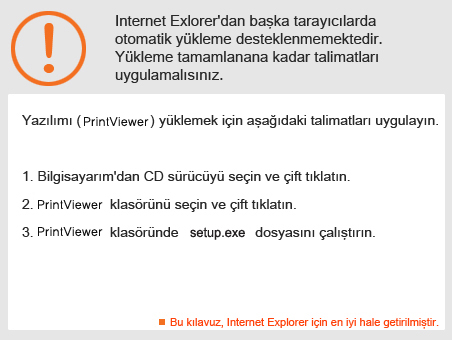 Internet Exlorer'dan başka tarayıcılarda
otomatik yükleme desteklenmemektedir.
Yükleme tamamlanana kadar talimatları
uygulamalısınız.
Yazılımı (PrintViewer) yüklemek için aşağıdaki talimatları uygulayın.
1. Bilgisayarım'dan CD sürücüyü seçin ve çift tıklatın.
2. PrintViewer klasörünü seçin ve çift tıklatın.
3. PrintViewer klasöründe setup.exe dosyasını çalıştırın.
Bu kılavuz, Internet Explorer için en iyi hale getirilmiştir.